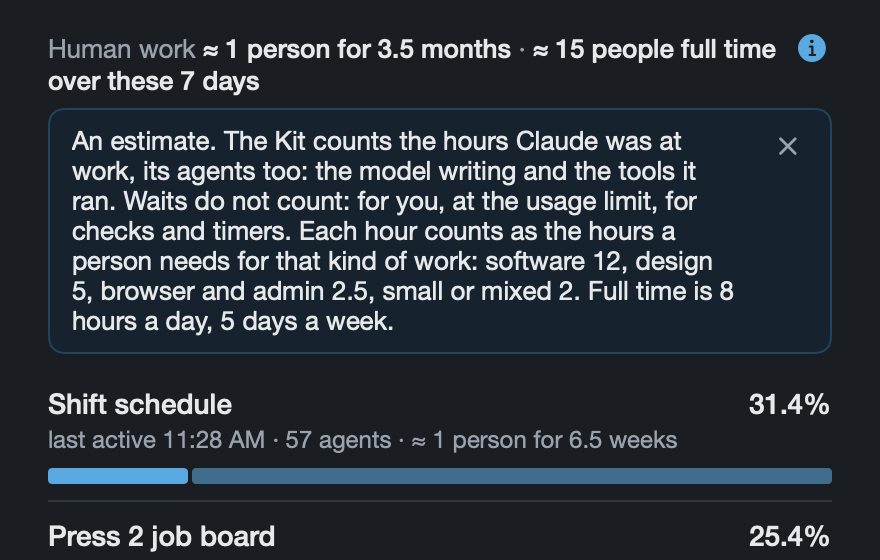 Human work ≈ 1 person for 3.5 months · ≈ 15 people full time
over these 7 days
An estimate. The Kit counts the hours Claude was at
work, its agents too: the model writing and the tools it
ran. Waits do not count: for you, at the usage limit, for
checks and timers. Each hour counts as the hours a
person needs for that kind of work: software 12, design
5, browser and admin 2.5, small or mixed 2. Full time is 8
hours a day, 5 days a week.
Shift schedule 31.4%
last active 11:28 AM · 57 agents · ≈ 1 person for 6.5 weeks
Press 2 job board 25.4%